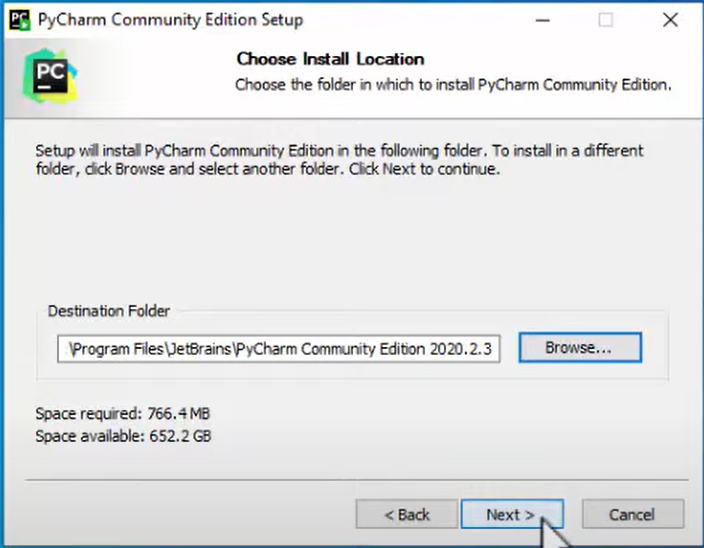 PC PyCharm Community Edition Setup
PC
Choose Install Location
Choose the folder in which to install PyCharm Community Edition.
Setup will install PyCharm Community Edition in the following folder. To install in a different
folder, click Browse and select another folder. Click Next to continue.
Destination Folder
\Program Files\JetBrains\PyCharm Community Edition 2020.2.3 Browse...
Space required: 766.4 MB
Space available: 652.2 GB
< Back Next > Cancel